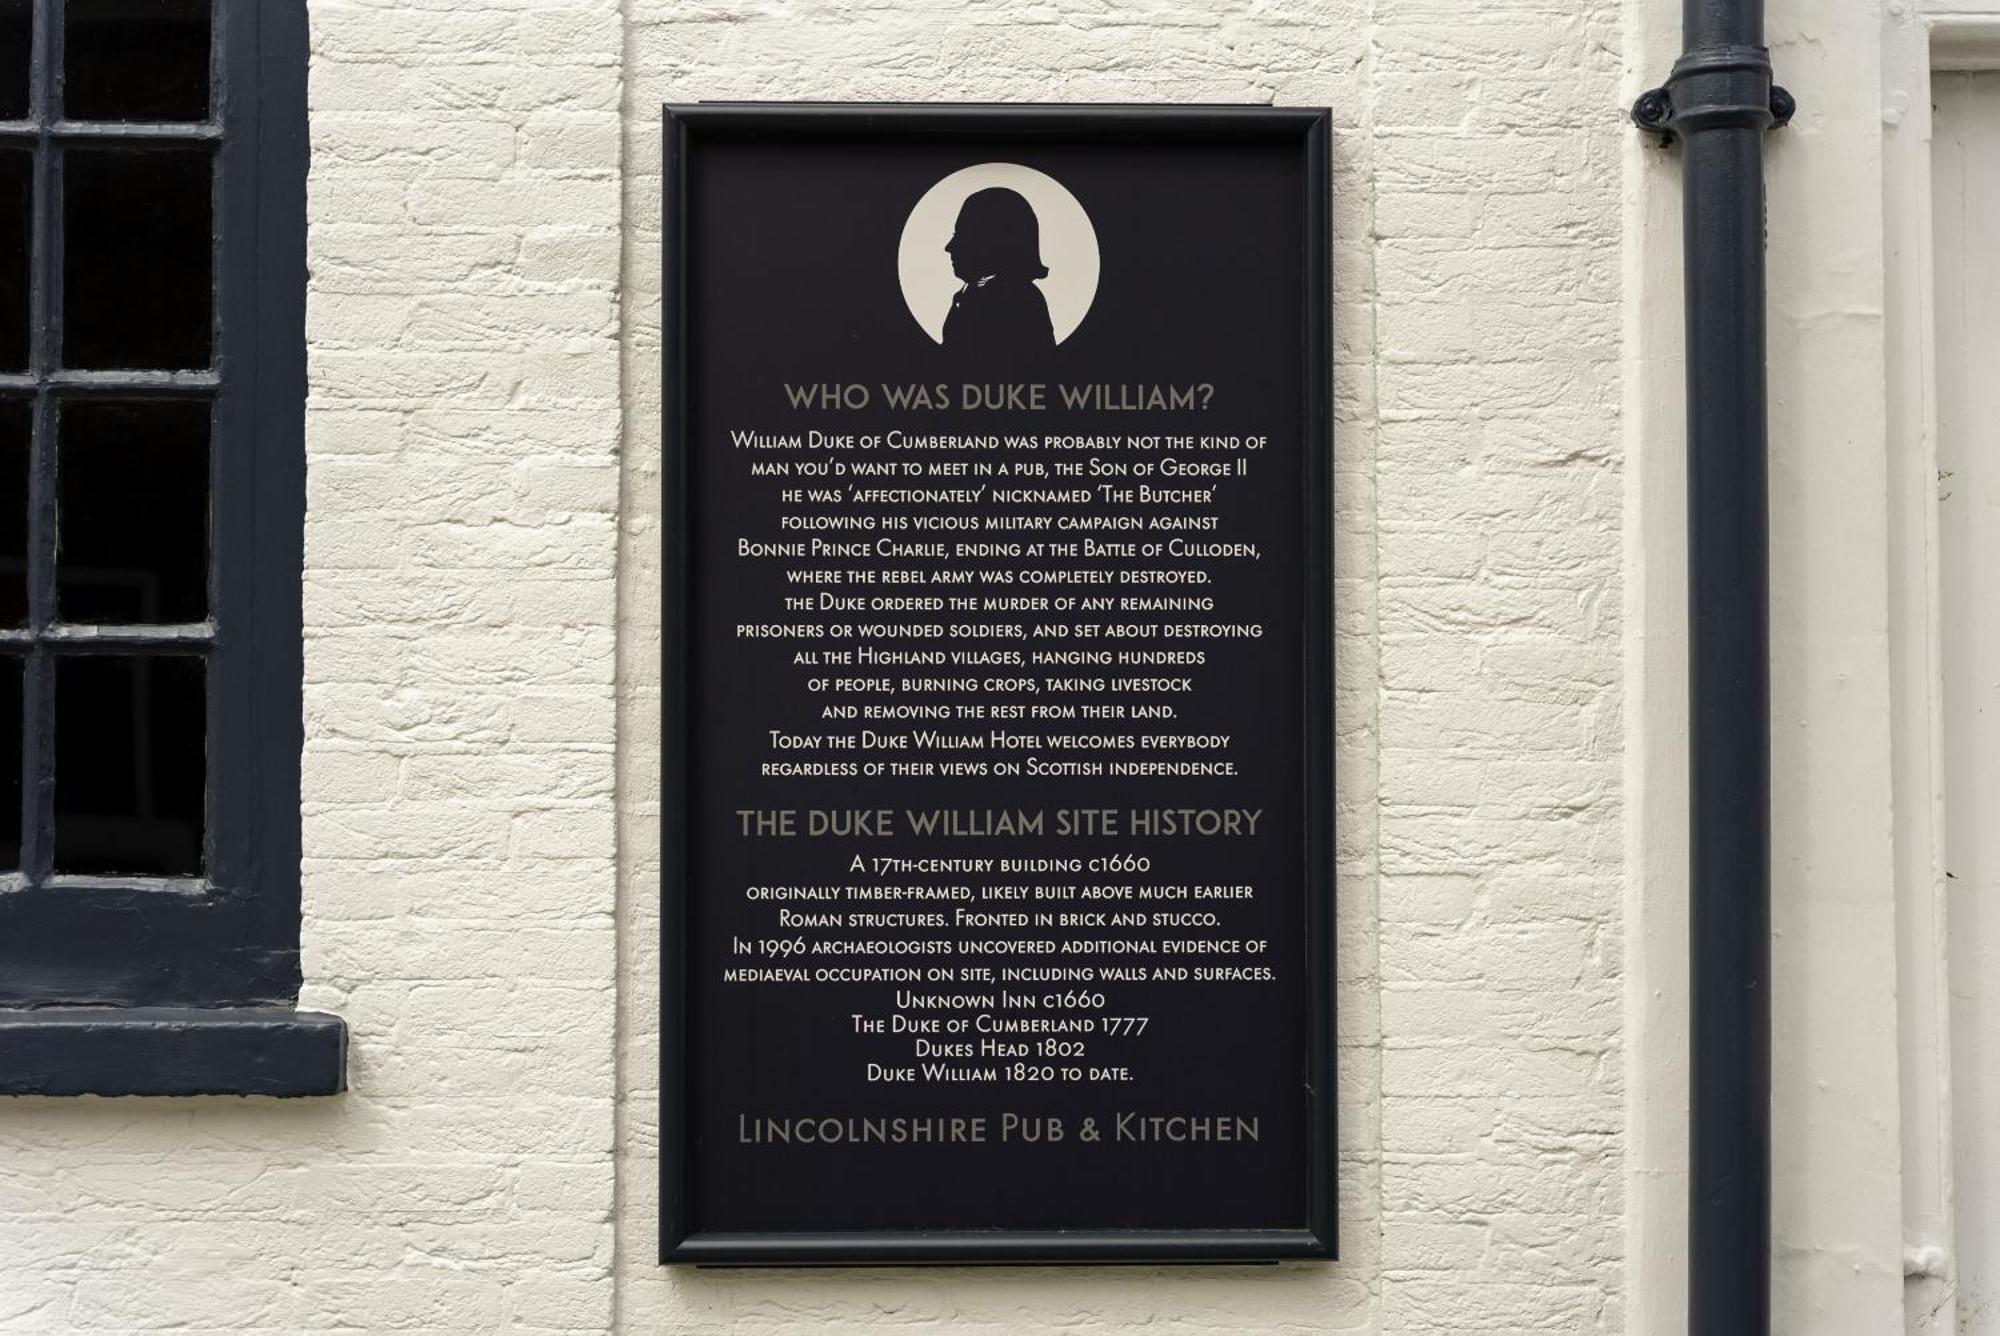 WHO WAS DUKE WILLIAM?
William Duke of Cumberland was probably not the kind of
man you'd want to meet in a pub, the Son of George II
he was 'affectionately' nicknamed 'The Butcher'
following his vicious military campaign against
Bonnie Prince Charlie, ending at the Battle of Culloden,
where the rebel army was completely destroyed.
the Duke ordered the murder of any remaining
prisoners or wounded soldiers, and set about destroying
all the Highland villages, hanging hundreds
of people, burning crops, taking livestock
and removing the rest from their land.
Today the Duke William Hotel welcomes everybody
regardless of their views on Scottish independence.
THE DUKE WILLIAM SITE HISTORY
A 17th-century building c1660
originally timber-framed, likely built above much earlier
Roman structures. Fronted in brick and stucco.
In 1996 archaeologists uncovered additional evidence of
mediaeval occupation on site, including walls and surfaces.
Unknown Inn c1660
The Duke of Cumberland 1777
Dukes Head 1802
Duke William 1820 to date.
Lincolnshire Pub & Kitchen